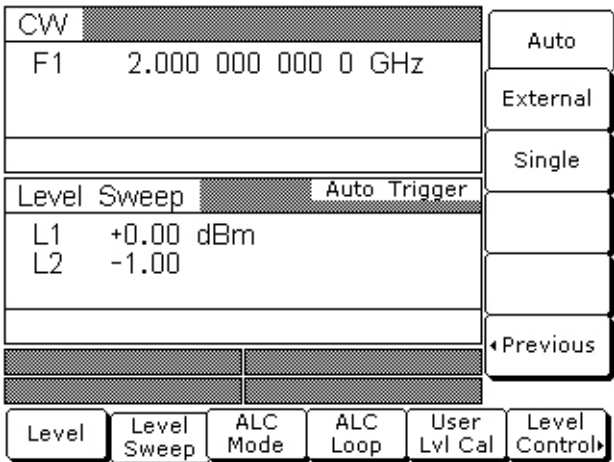 CW
F1 2.000 000 000 0 GHz
Level Sweep Auto Trigger
L1 +0.00 dBm
L2 -1.00
Auto
External
Single
◂Previous
Level
Level
Sweep
ALC
Mode
ALC
Loop
User
Lvl Cal
Level
Control▸